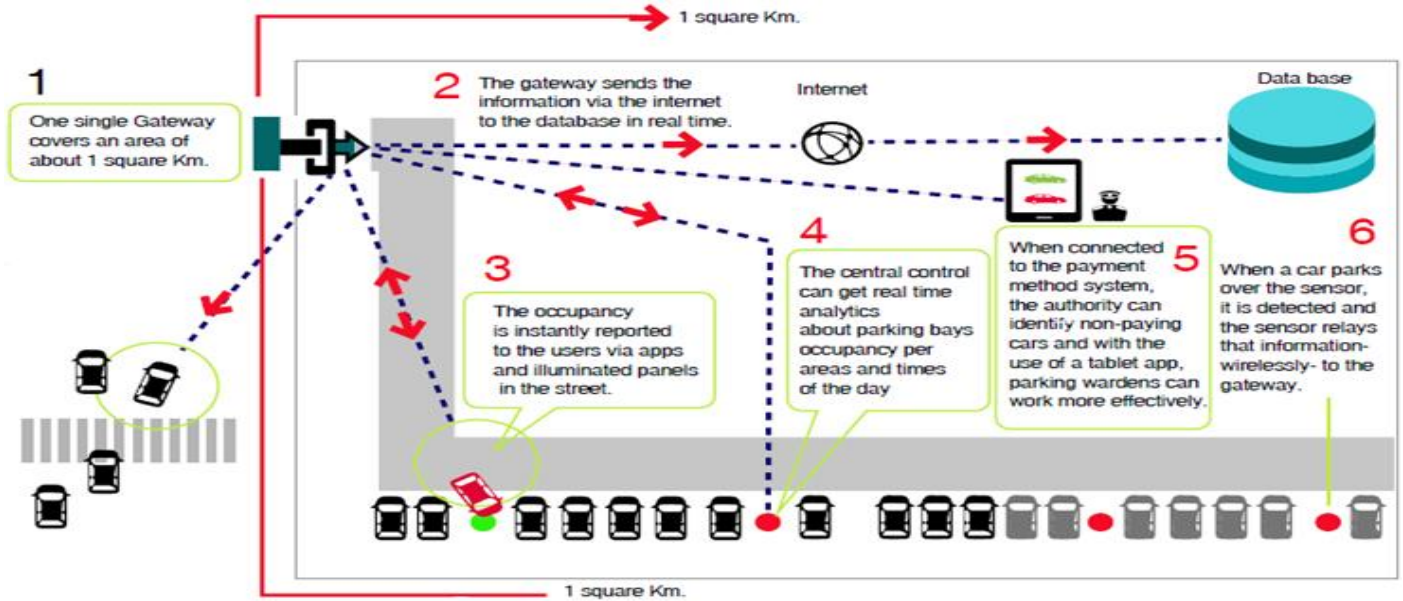 1 square Km.
1
One single Gateway
covers an area of
about 1 square Km.
2
The gateway sends the
information via the internet
to the database in real time.
Internet
Data base
3
The occupancy
is instantly reported
to the users via apps
and illuminated panels
in the street.
4
The central control
can get real time
analytics
about parking bays
occupancy per
areas and times
of the day
5
When connected
to the payment
method system,
the authority can
identify non-paying
cars and with the
use of a tablet app,
parking wardens can
work more effectively.
6
When a car parks
over the sensor,
it is detected and
the sensor relays
that information-
wirelessly- to the
gateway.
1 square Km.